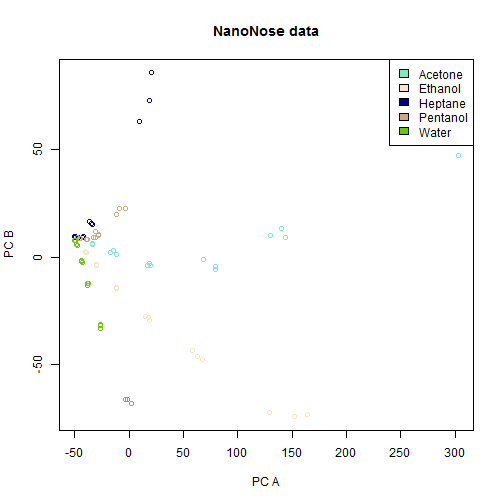 NanoNose data
Acetone
Ethanol
Heptane
Pentanol
Water
50
0
-50
PC B
-50 0 50 100 150 200 250 300
PC A